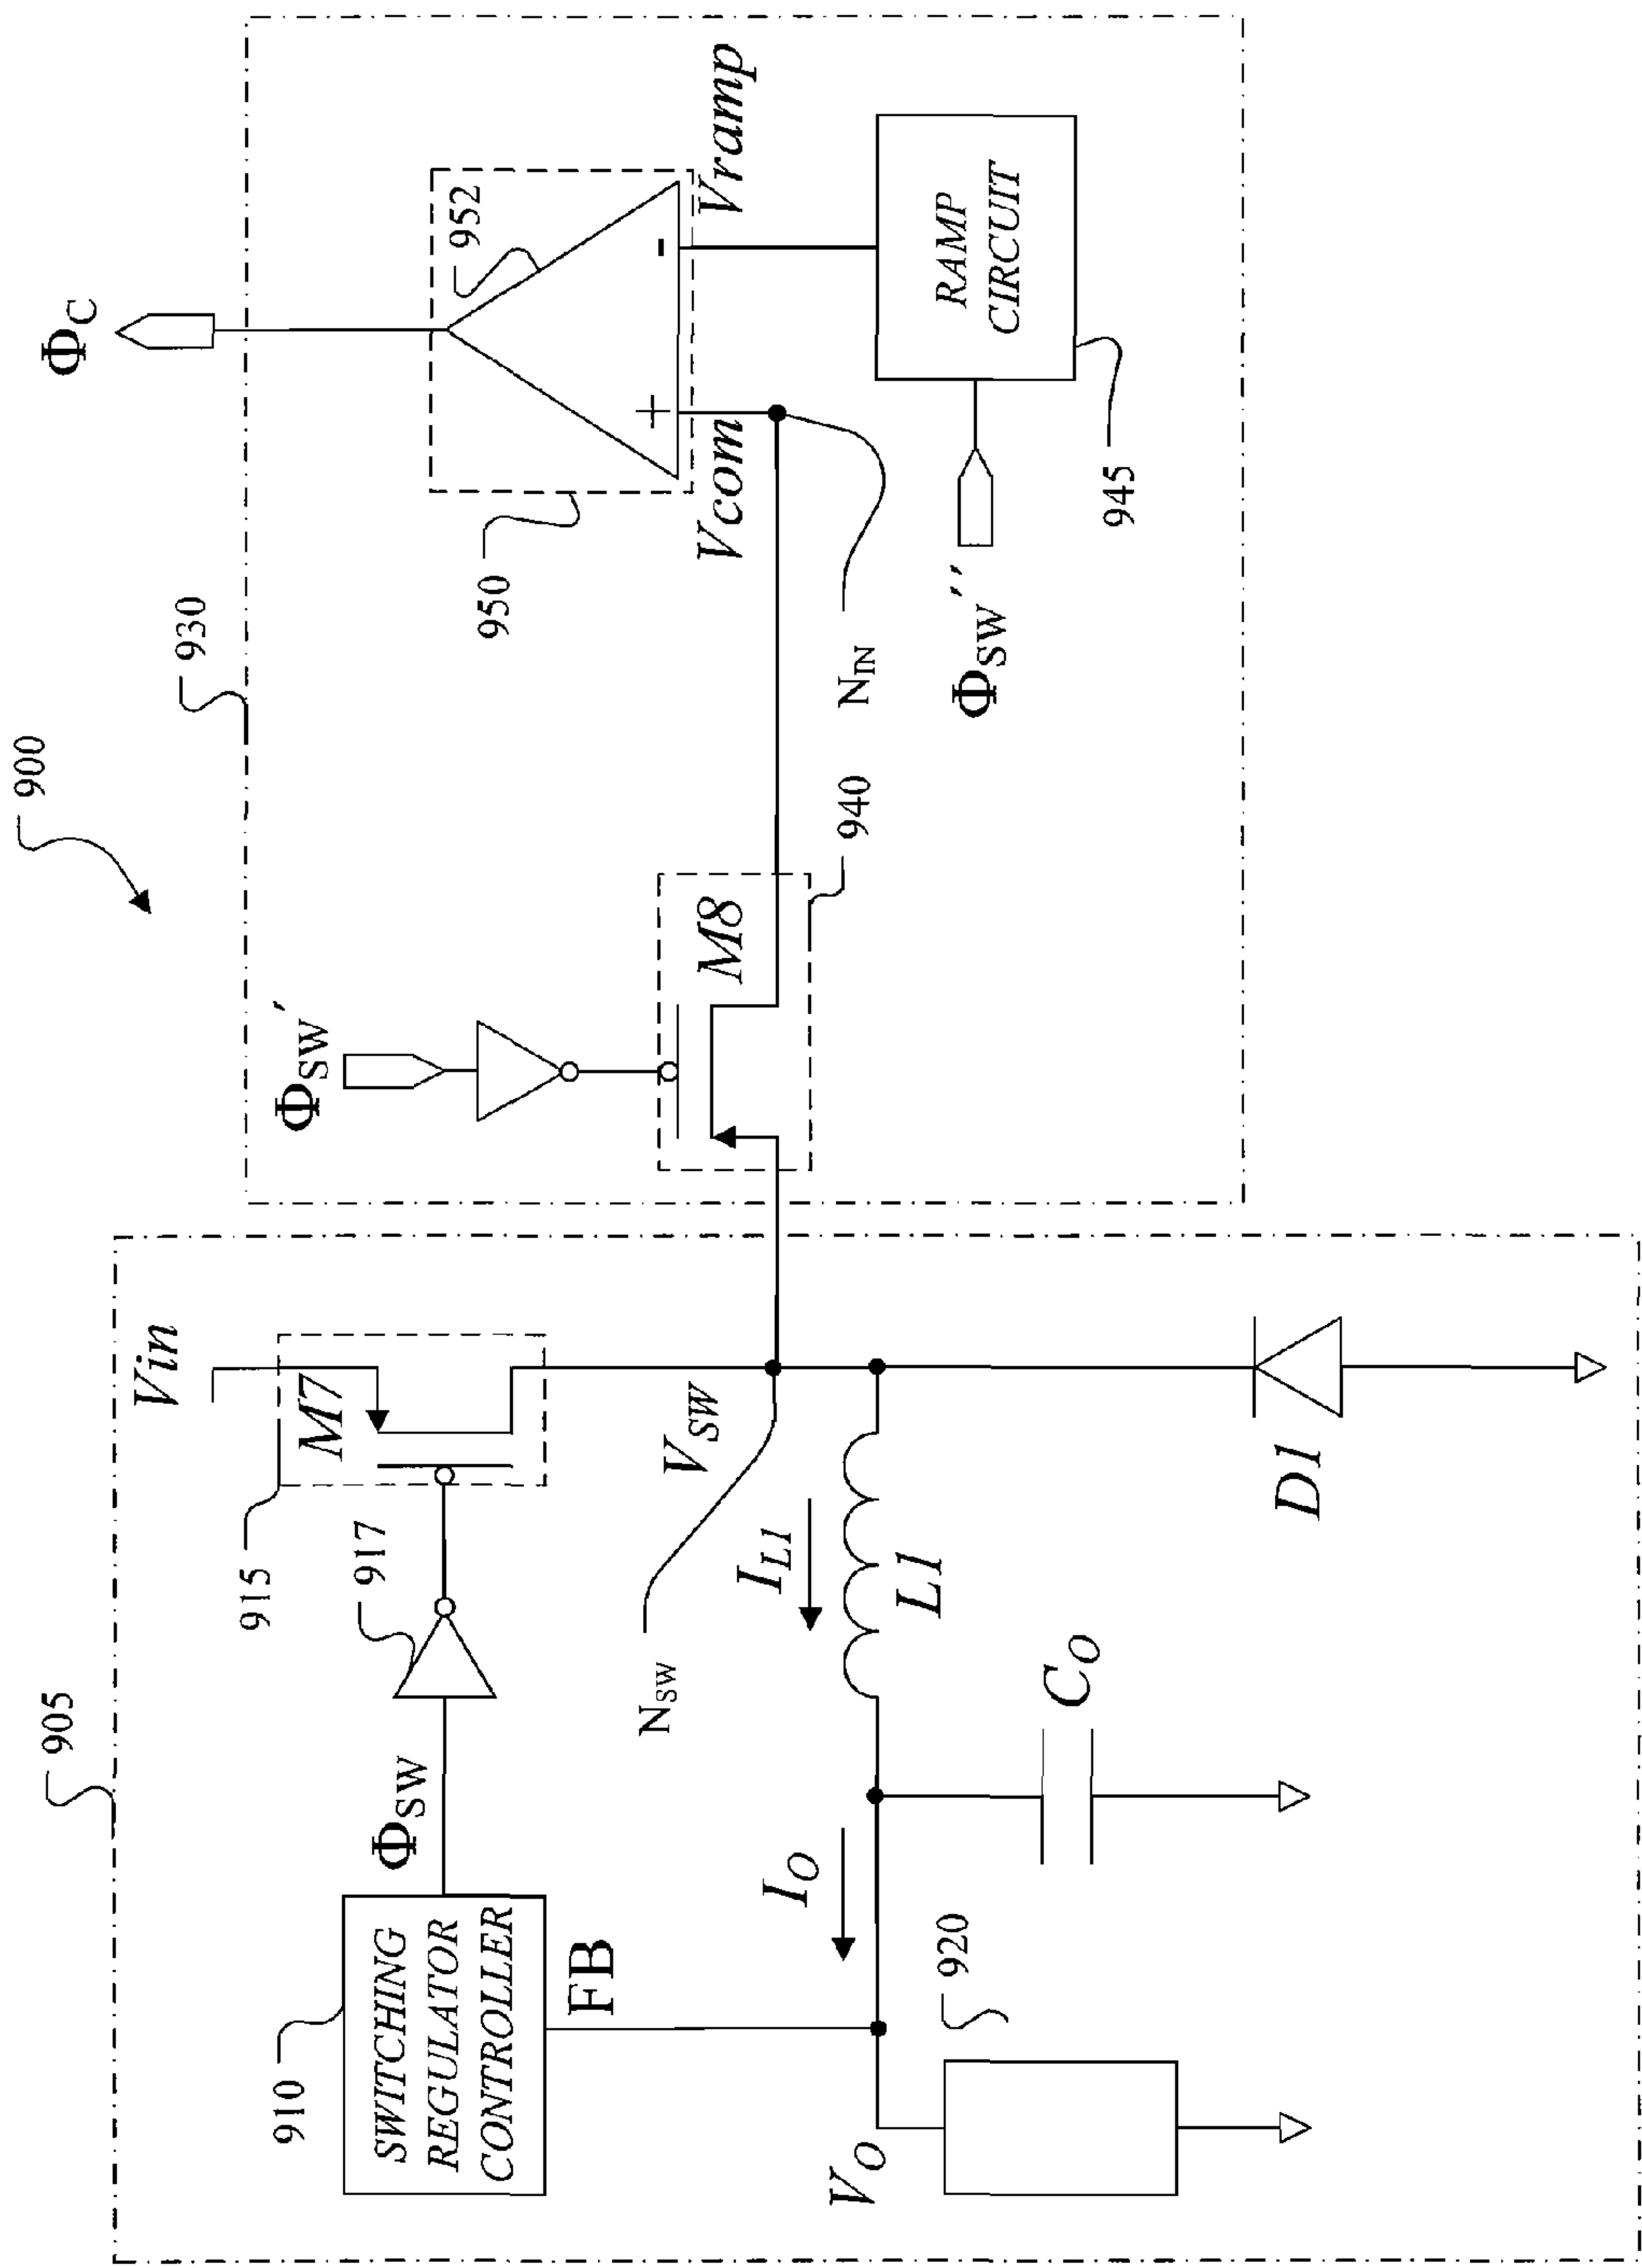 900
905
930
910
SWITCHING
REGULATOR
CONTROLLER
FB
Φ_SW
917
915
M7
Vin
V_SW
N_SW
I_L1
L1
I_O
C_O
V_O
920
D1
Φ_SW′
M8
940
N_IN
Φ_SW′′
945
RAMP
CIRCUIT
Vcom
Vramp
+
-
950
952
Φ_C